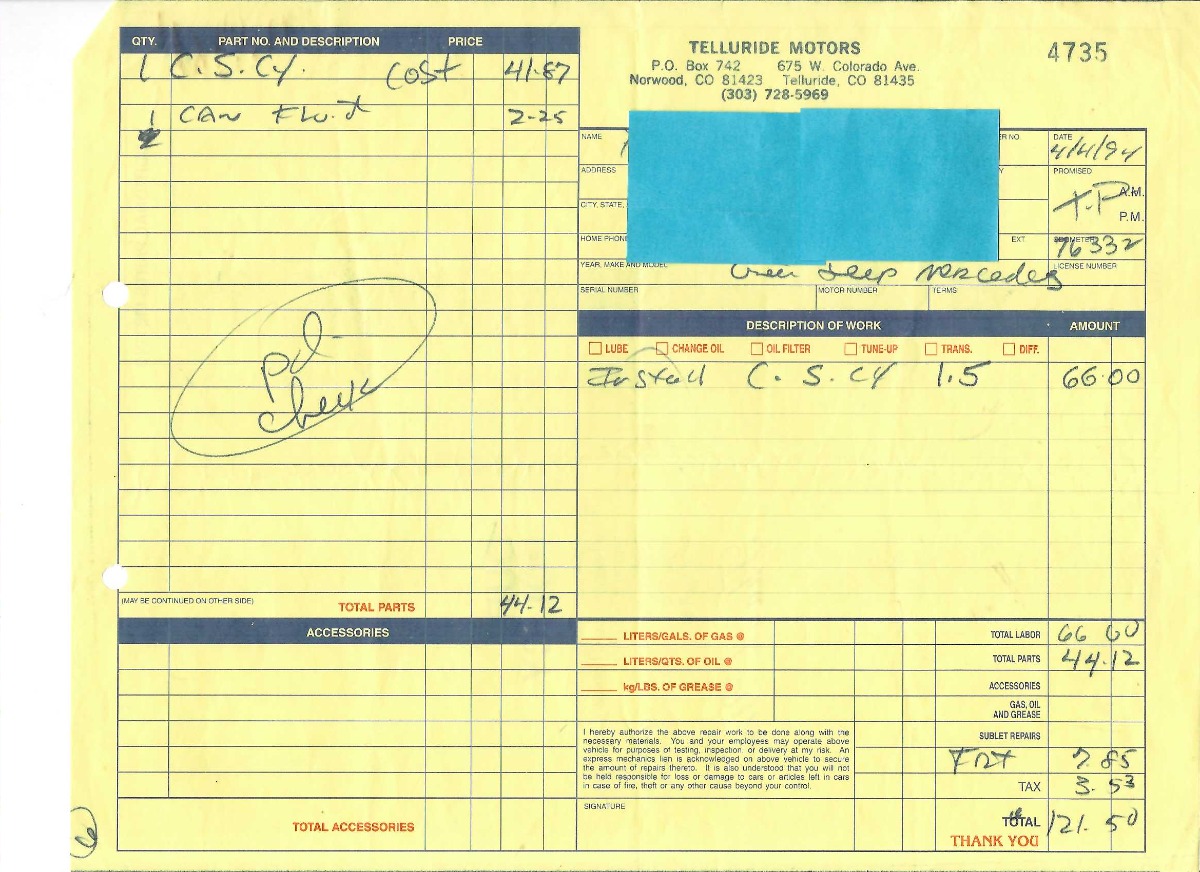 QTY. PART NO. AND DESCRIPTION PRICE
1 C. S. Cy. COST 41-87
1 CAN FLuid 2-25
pd-
check
(MAY BE CONTINUED ON OTHER SIDE) TOTAL PARTS 44-12
ACCESSORIES
TOTAL ACCESSORIES
TELLURIDE MOTORS
4735
P.O. Box 742 675 W. Colorado Ave.
Norwood, CO 81423 Telluride, CO 81435
(303) 728-5969
NAME DATE
4/4/94
ADDRESS PROMISED
A.M.
CITY, STATE,
P.M.
HOME PHONE EXT
76332
YEAR, MAKE AND MODEL LICENSE NUMBER
Green Jeep Mercedes
SERIAL NUMBER MOTOR NUMBER TERMS
DESCRIPTION OF WORK AMOUNT
LUBE CHANGE OIL OIL FILTER TUNE-UP TRANS. DIFF.
Install C. S. Cy 1.5 66.00
LITERS/GALS. OF GAS @ TOTAL LABOR 66 00
LITERS/QTS. OF OIL @ TOTAL PARTS 44.12
kg/LBS. OF GREASE @ ACCESSORIES
GAS, OIL
AND GREASE
I hereby authorize the above repair work to be done along with the
necessary materials. You and your employees may operate above
vehicle for purposes of testing, inspection, or delivery at my risk. An
express mechanics lien is acknowledged on above vehicle to secure
the amount of repairs thereto. It is also understood that you will not
be held responsible for loss or damage to cars or articles left in cars
in case of fire, theft or any other cause beyond your control.
SUBLET REPAIRS
FRT 7.85
TAX 3.53
SIGNATURE
TOTAL 121.50
THANK YOU